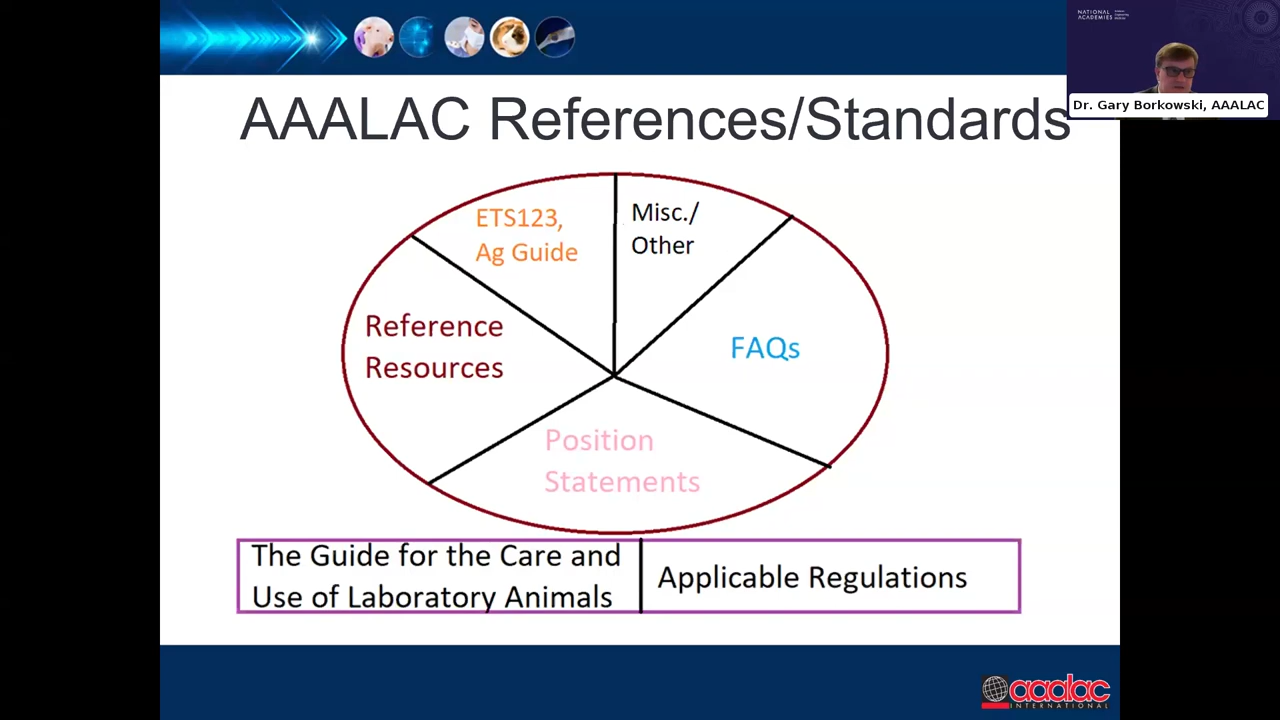 NATIONAL
ACADEMIES
Dr. Gary Borkowski, AAALAC
AAALAC References/Standards
ETS123,
Ag Guide
Misc./
Other
Reference
Resources
FAQs
Position
Statements
The Guide for the Care and
Use of Laboratory Animals
Applicable Regulations
aaalac
INTERNATIONAL